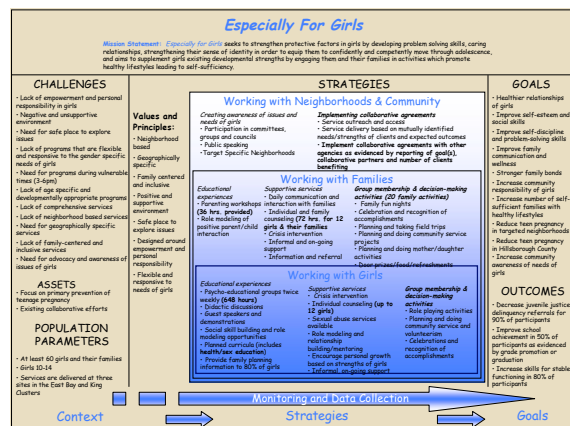 Especially For Girls
Mission Statement: Especially for Girls seeks to strengthen protective factors in girls by developing problem solving skills, caring
relationships, strengthening their sense of identity in order to equip them to confidently and competently move through adolescence,
and aims to supplement girls existing developmental strengths by engaging them and their families in activities which promote
healthy lifestyles leading to self-sufficiency.
CHALLENGES
• Lack of empowerment and personal
responsibility in girls
• Negative and unsupportive
environment
• Need for safe place to explore
issues
• Lack of programs that are flexible
and responsive to the gender specific
needs of girls
• Need for programs during vulnerable
times (3-6pm)
• Lack of age specific and
developmentally appropriate programs
• Lack of comprehensive services
• Lack of neighborhood based services
• Need for geographically specific
services
• Lack of family-centered and
inclusive services
• Need for advocacy and awareness of
issues of girls
ASSETS
• Focus on primary prevention of
teenage pregnancy
• Existing collaborative efforts
POPULATION
PARAMETERS
• At least 60 girls and their families
• Girls 10-14
• Services are delivered at three
sites in the East Bay and King
Clusters
Values and
Principles:
• Neighborhood
based
• Geographically
specific
• Family centered
and inclusive
• Positive and
supportive
environment
• Safe place to
explore issues
• Designed around
empowerment and
personal
responsibility
• Flexible and
responsive to
needs of girls
STRATEGIES
Working with Neighborhoods & Community
Creating awareness of issues and
needs of girls
• Participation in committees,
groups and councils
• Public speaking
•Target Specific Neighborhoods
Implementing collaborative agreements
• Service outreach and access
• Service delivery based on mutually identified
needs/strengths of clients and expected outcomes
• Implement collaborative agreements with other
agencies as evidenced by reporting of goal(s),
collaborative partners and number of clients
benefiting
Working with Families
Educational
experiences
• Parenting workshops
(36 hrs. provided)
• Role modeling of
positive parent/child
interaction
Supportive services
• Daily communication and
interaction with families
• Individual and family
counseling (72 hrs. for 12
girls & their families
• Crisis intervention
• Informal and on-going
support
• Information and referral
Group membership & decision-making
activities (20 family activities)
• Family fun nights
• Celebration and recognition of
accomplishments
• Planning and taking field trips
• Planning and doing community service
projects
• Planning and doing mother/daughter
activities
• Door prizes/food/refreshments
Working with Girls
Educational experiences
• Psycho-educational groups twice
weekly (648 hours)
• Didactic discussions
• Guest speakers and
demonstrations
• Social skill building and role
modeling opportunities
• Planned curricula (includes
health/sex education)
• Provide family planning
information to 80% of girls
Supportive services
• Crisis intervention
• Individual counseling (up to
12 girls)
• Sexual abuse services
available
• Role modeling and
relationship
building/mentoring
• Encourage personal growth
based on strengths of girls
• Informal, on-going support
Group membership &
decision-making
activities
• Role playing activities
• Planning and doing
community service and
volunteerism
• Celebrations and
recognition of
accomplishments
GOALS
• Healthier relationships
of girls
• Improve self-esteem and
social skills
• Improve self-discipline
and problem-solving skills
• Improve family
communication and
wellness
• Stronger family bonds
• Increase community
responsibility of girls
• Increase number of self-
sufficient families with
healthy lifestyles
• Reduce teen pregnancy
in targeted neighborhoods
• Reduce teen pregnancy
in Hillsborough County
• Increase community
awareness of needs of
girls
OUTCOMES
• Decrease juvenile justice
delinquency referrals for
90% of participants
• Improve school
achievement in 50% of
participants as evidenced
by grade promotion or
graduation
• Increase skills for stable
functioning in 80% of
participants
Monitoring and Data Collection
Context
Strategies
Goals